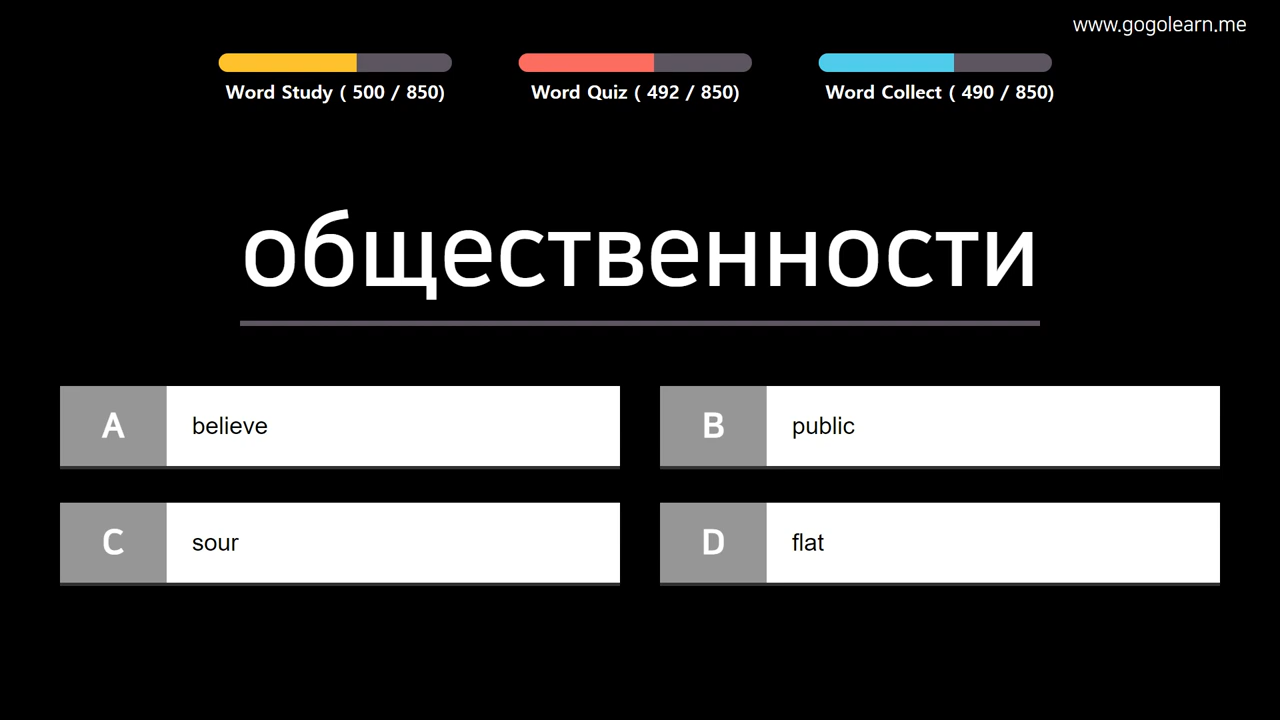 www.gogolearn.me
Word Study ( 500 / 850)
Word Quiz ( 492 / 850)
Word Collect ( 490 / 850)
общественности
A believe
B public
C sour
D flat